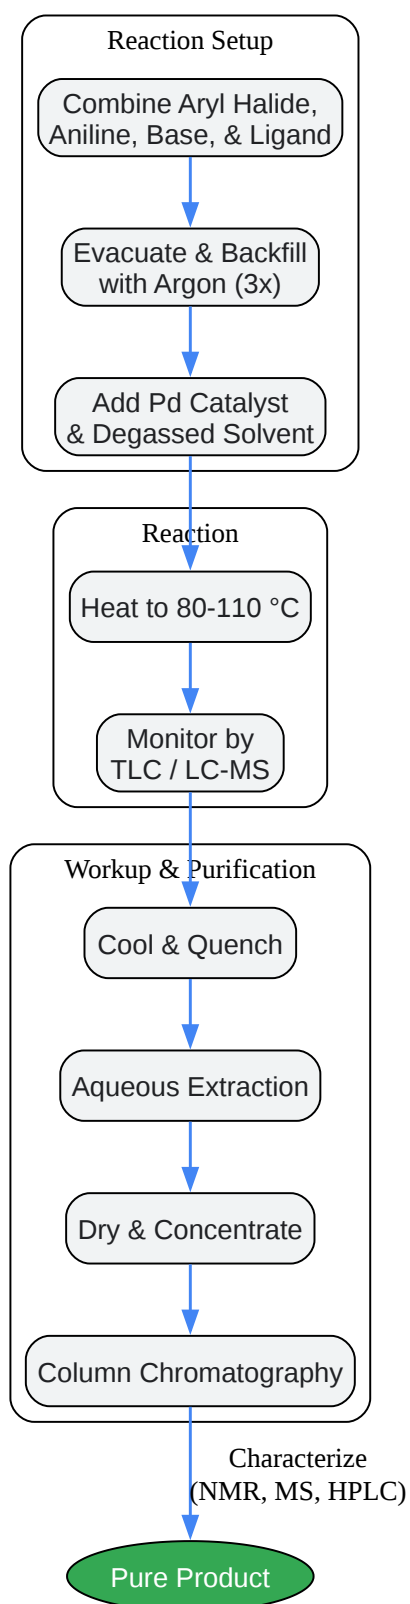 Reaction Setup
Combine Aryl Halide,
Aniline, Base, & Ligand
Evacuate & Backfill
with Argon (3x)
Add Pd Catalyst
& Degassed Solvent
Reaction
Heat to 80-110 °C
Monitor by
TLC / LC-MS
Workup & Purification
Cool & Quench
Aqueous Extraction
Dry & Concentrate
Column Chromatography
Characterize
(NMR, MS, HPLC)
Pure Product